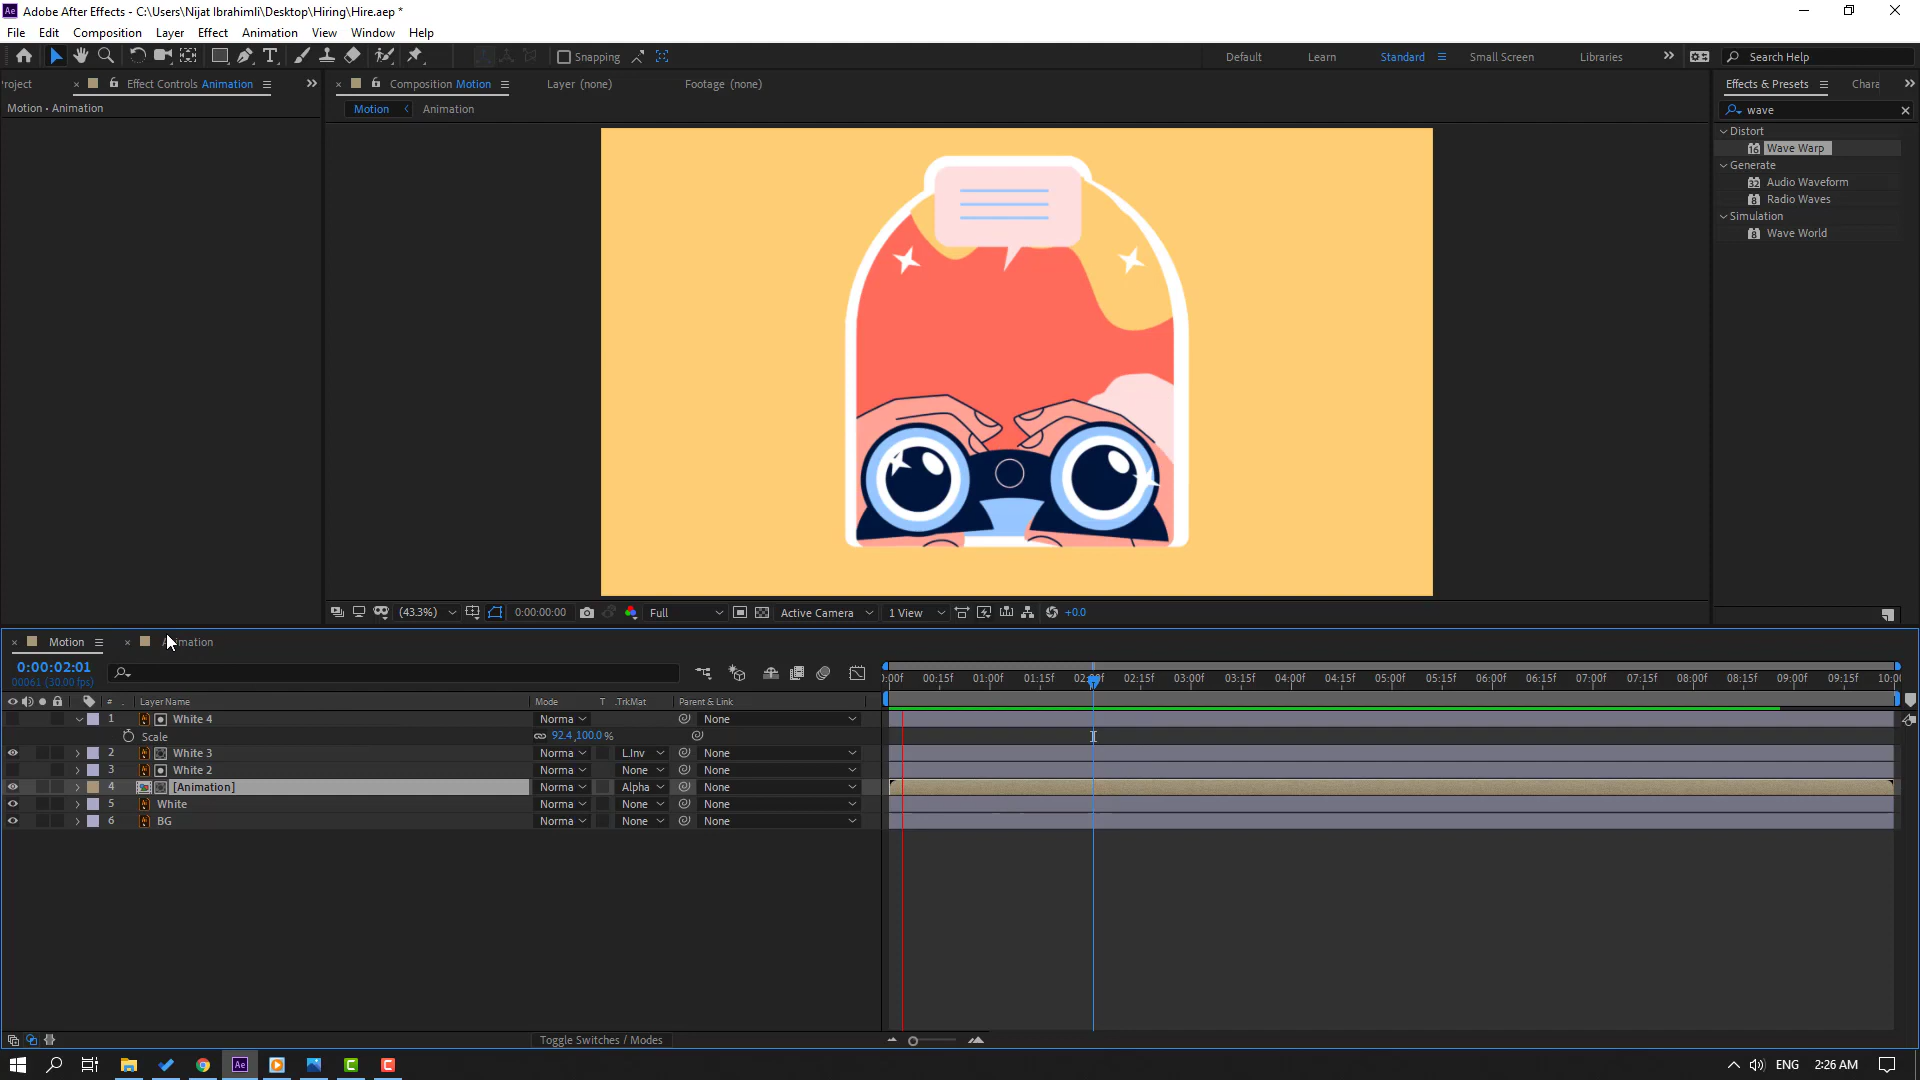 Adobe After Effects - C:\Users\Nijat Ibrahimli\Desktop\Hiring\Hire.aep *
File Edit Composition Layer Effect Animation View Window Help
Snapping
Default Learn Standard Small Screen Libraries
Search Help
roject
Effect Controls Animation
Composition Motion
Layer (none)
Footage (none)
Effects & Presets
Chara
Motion • Animation
Motion Animation
wave
Distort
Wave Warp
Generate
Audio Waveform
Radio Waves
Simulation
Wave World
(43.3%) 0:00:00:00 Full Active Camera 1 View +0.0
Motion
nimation
0:00:00:02:01
00061 (30.00 fps)
:00f 00:15f 01:00f 01:15f 02:00f 02:15f 03:00f 03:15f 04:00f 04:15f 05:00f 05:15f 06:00f 06:15f 07:00f 07:15f 08:00f 08:15f 09:00f 09:15f 10:0
# Layer Name Mode T .TrkMat Parent & Link
1 White 4 Norma None
Scale 92.4,100.0%
2 White 3 Norma L.Inv None
3 White 2 Norma None None
4 [Animation] Norma Alpha None
5 White Norma None None
6 BG Norma None None
Toggle Switches / Modes
ENG 2:26 AM